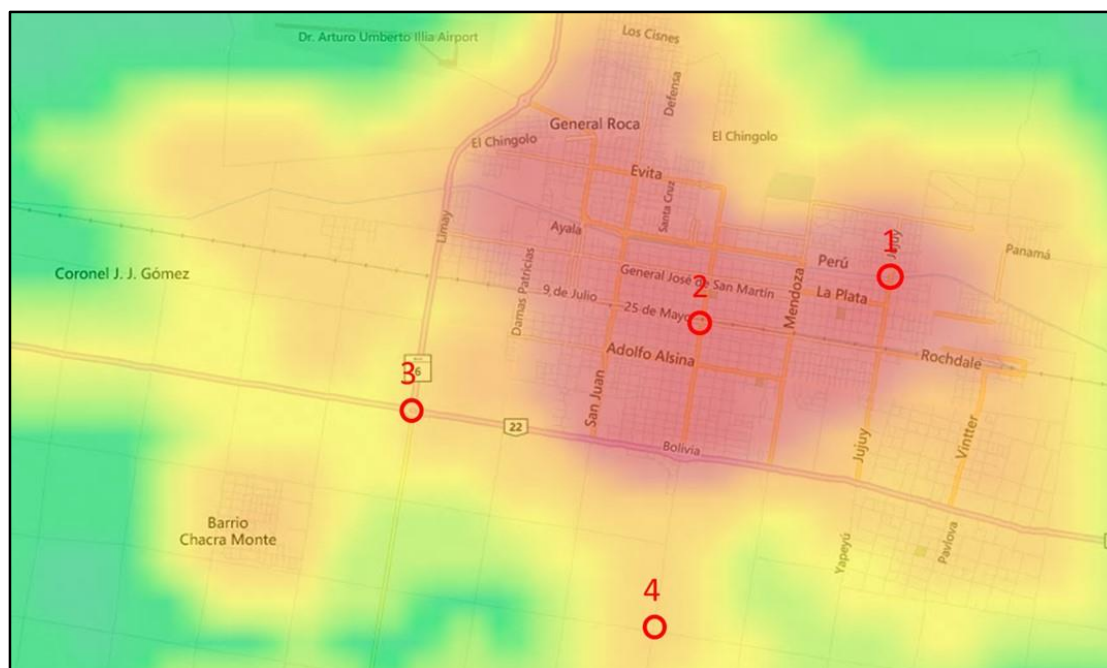 Los Cisnes
Dr. Arturo Umberto Illia Airport
Defensa
General Roca
El Chingolo
El Chingolo
Evita
Santa Cruz
Limay
Ayala
1
Jujuy
Panamá
Perú
Coronel J. J. Gómez
General José de San Martín
2
La Plata
Mendoza
9 de Julio
25 de Mayo
Damas Patricias
Adolfo Alsina
Rochdale
6
3
San Juan
22
Bolivia
Jujuy
Vintter
Barrio
Chacra Monte
Yapeyú
Pavlova
4